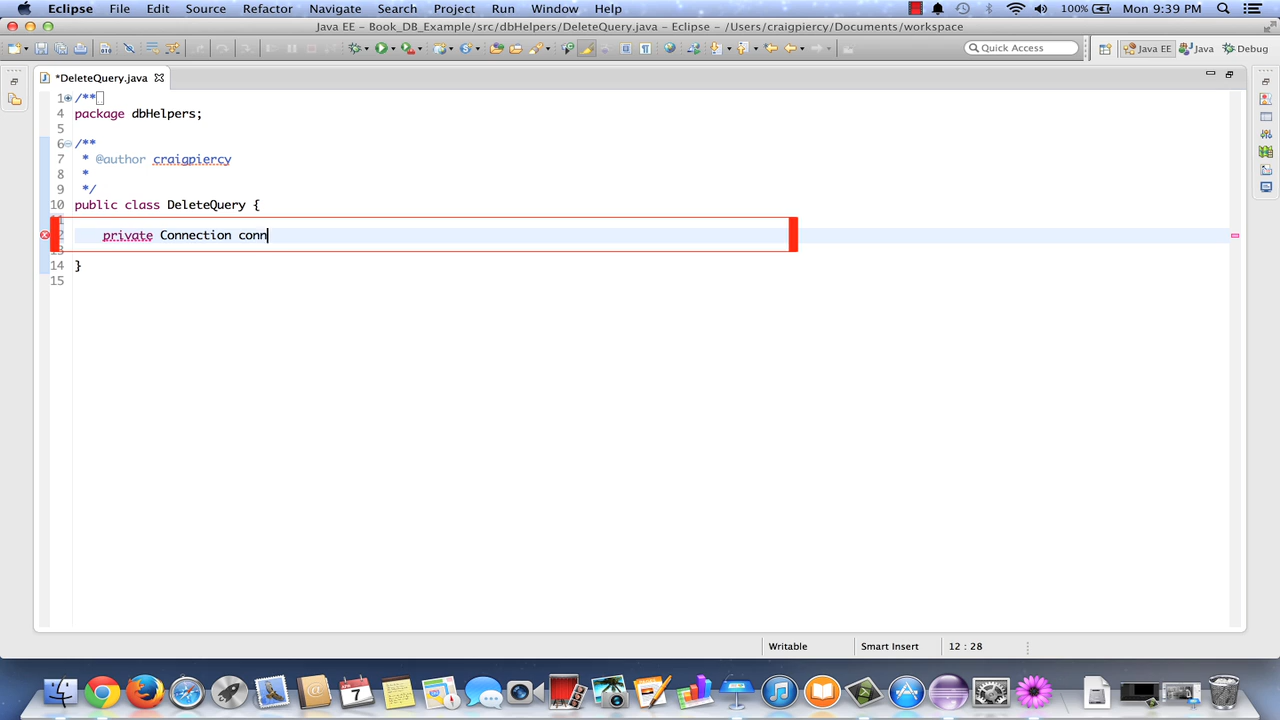 Eclipse File Edit Source Refactor Navigate Search Project Run Window Help 100% Mon 9:39 PM
Java EE – Book_DB_Example/src/dbHelpers/DeleteQuery.java – Eclipse – /Users/craigpiercy/Documents/workspace
Quick Access Java EE Java Debug
*DeleteQuery.java
1 /**
4 package dbHelpers;
5
6 /**
7 * @author craigpiercy
8 *
9 */
10 public class DeleteQuery {
2 private Connection conn
14 }
15
Writable Smart Insert 12 : 28
APR 7